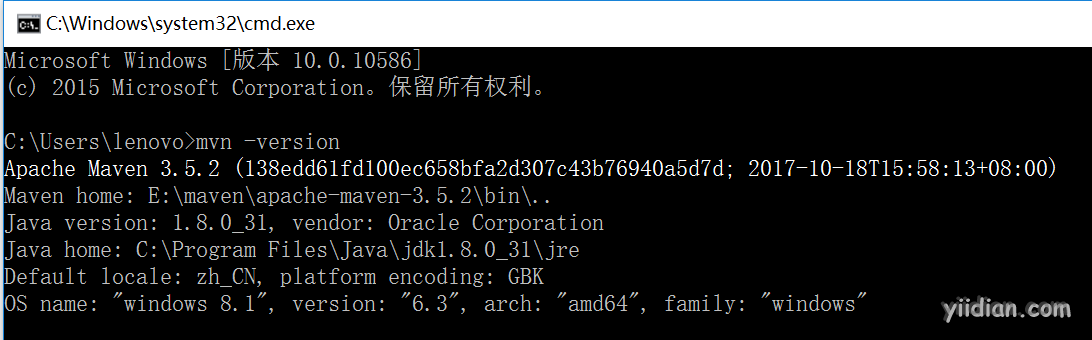 C:\Windows\system32\cmd.exe
Microsoft Windows [版本 10.0.10586]
(c) 2015 Microsoft Corporation。保留所有权利。
C:\Users\lenovo>mvn -version
Apache Maven 3.5.2 (138edd61fd100ec658bfa2d307c43b76940a5d7d; 2017-10-18T15:58:13+08:00)
Maven home: E:\maven\apache-maven-3.5.2\bin\..
Java version: 1.8.0_31, vendor: Oracle Corporation
Java home: C:\Program Files\Java\jdk1.8.0_31\jre
Default locale: zh_CN, platform encoding: GBK
OS name: "windows 8.1", version: "6.3", arch: "amd64", family: "windows"
yiidian.com